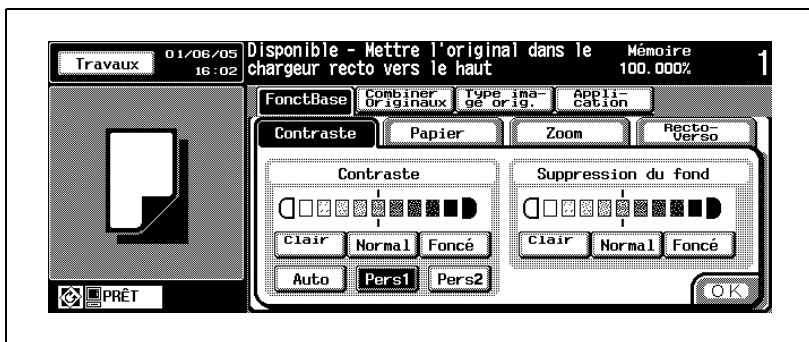 Travaux
01/06/05
16:02
Disponible - Mettre l'original dans le
chargeur recto vers le haut
Mémoire
100.000%
1
FonctBase
Combiner
Originaux
Type ima-
ge orig.
Appli-
cation
Contraste
Papier
Zoom
Recto-
Verso
Contraste
Suppression du fond
Clair
Normal
Foncé
Clair
Normal
Foncé
Auto
Pers1
Pers2
PRÊT
OK